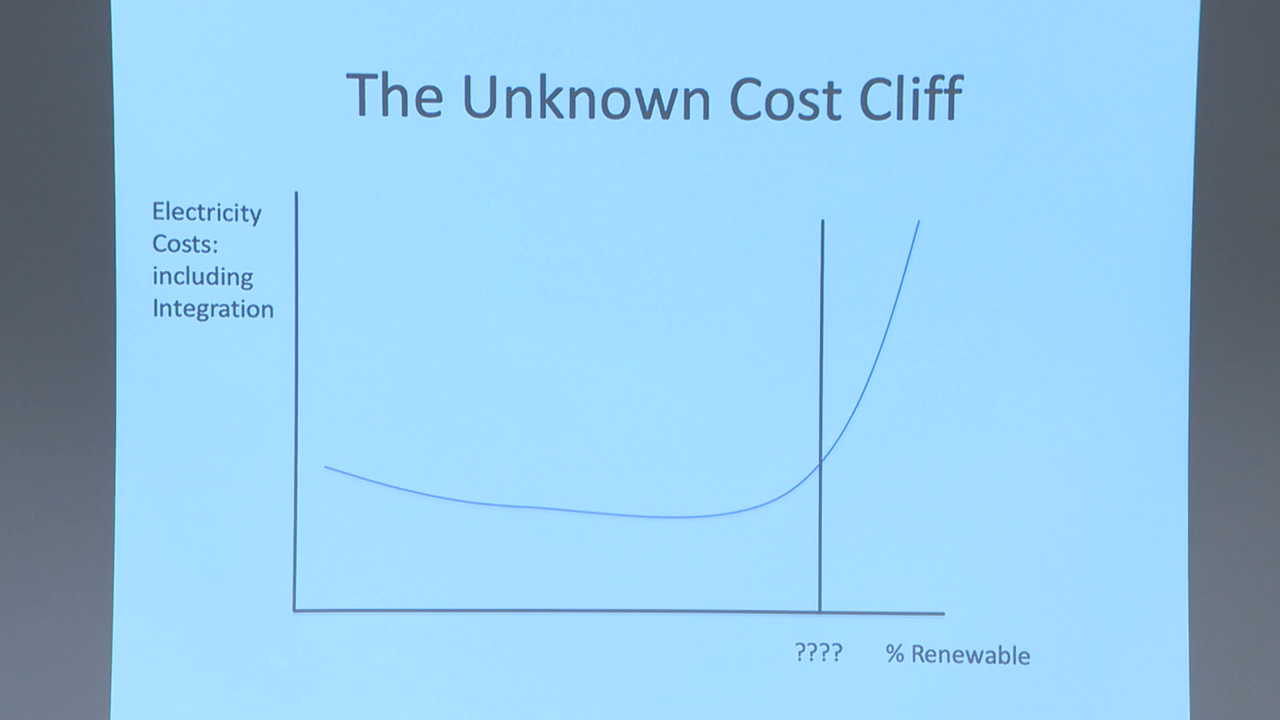 The Unknown Cost Cliff
Electricity
Costs:
including
Integration
????
% Renewable